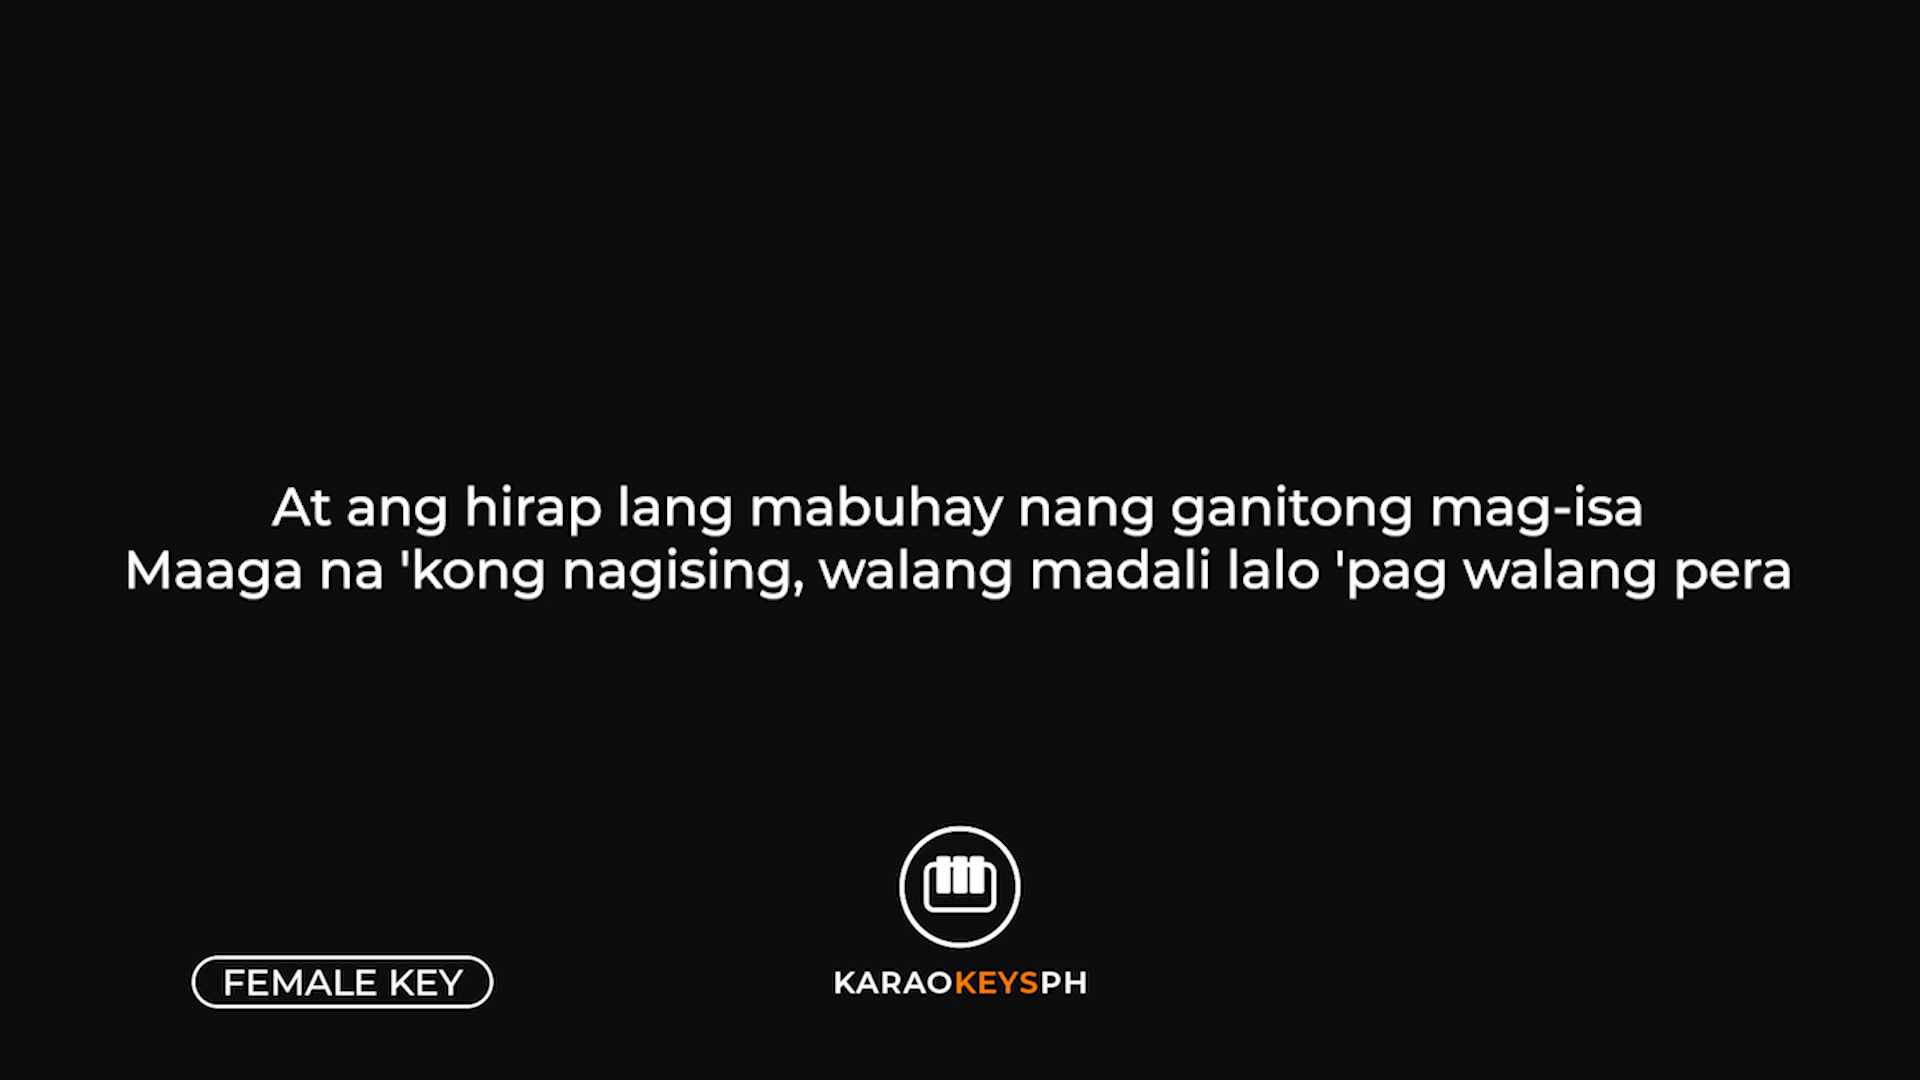 At ang hirap lang mabuhay nang ganitong mag-isa
Maaga na 'kong nagising, walang madali lalo 'pag walang pera
FEMALE KEY
KARAOKEYSPH